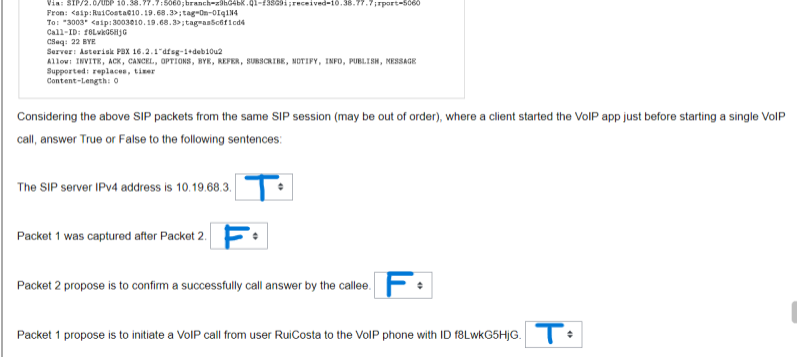 Via: SIP/2.0/UDP 10.38.77.7:5060;branch=z9hG4bK.Q1~f3SG9i;received=10.38.77.7;rport=5060
From: <sip:RuiCosta@10.19.68.3>;tag=Om-OIq1N4
To: "3003" <sip:3003@10.19.68.3>;tag=as5c6f1cd4
Call-ID: f8LwkG5HjG
CSeq: 22 BYE
Server: Asterisk PBX 16.2.1~dfsg-1+deb10u2
Allow: INVITE, ACK, CANCEL, OPTIONS, BYE, REFER, SUBSCRIBE, NOTIFY, INFO, PUBLISH, MESSAGE
Supported: replaces, timer
Content-Length: 0
Considering the above SIP packets from the same SIP session (may be out of order), where a client started the VoIP app just before starting a single VoIP
call, answer True or False to the following sentences:
The SIP server IPv4 address is 10.19.68.3. T
Packet 1 was captured after Packet 2. F
Packet 2 propose is to confirm a successfully call answer by the callee. F
Packet 1 propose is to initiate a VoIP call from user RuiCosta to the VoIP phone with ID f8LwkG5HjG. T